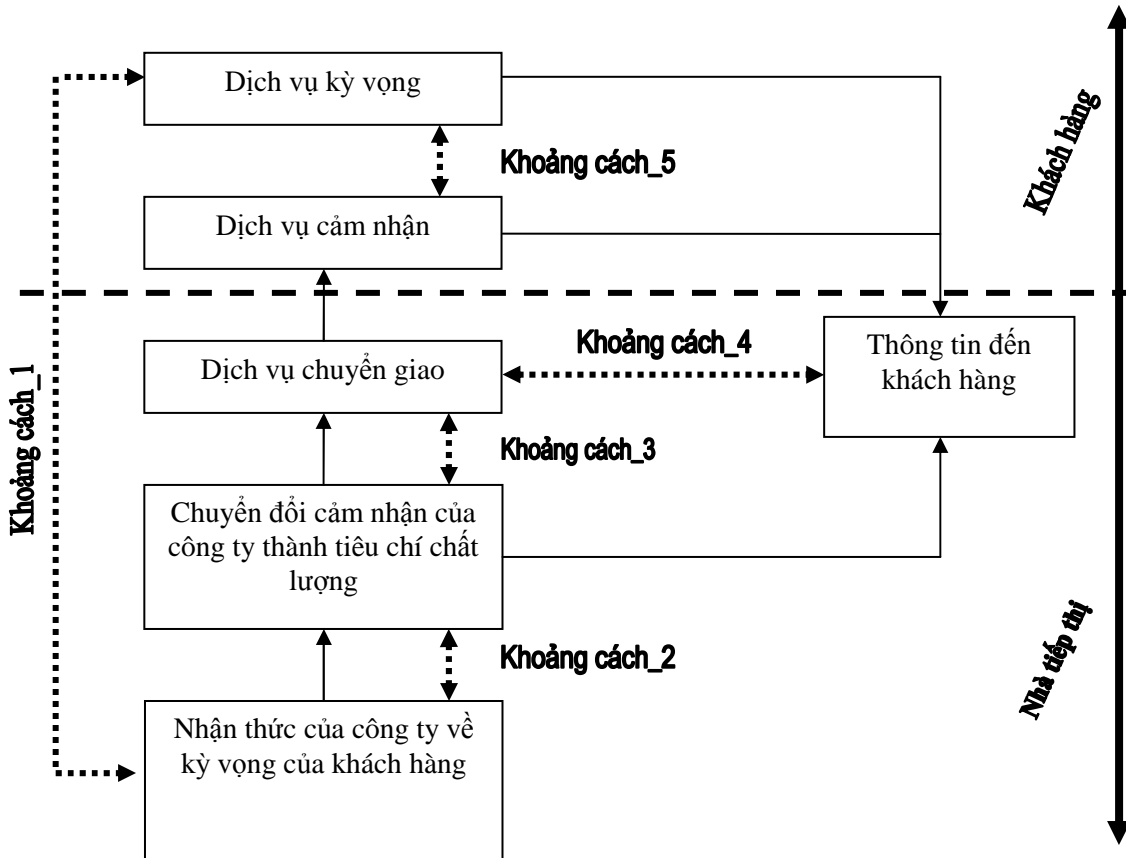 Dịch vụ kỳ vọng
Khoảng cách_5
Khách hàng
Dịch vụ cảm nhận
Khoảng cách_4
Thông tin đến
khách hàng
Dịch vụ chuyển giao
Khoảng cách_1
Khoảng cách_3
Chuyển đổi cảm nhận của
công ty thành tiêu chí chất
lượng
Khoảng cách_2
Nhà tiếp thị
Nhận thức của công ty về
kỳ vọng của khách hàng